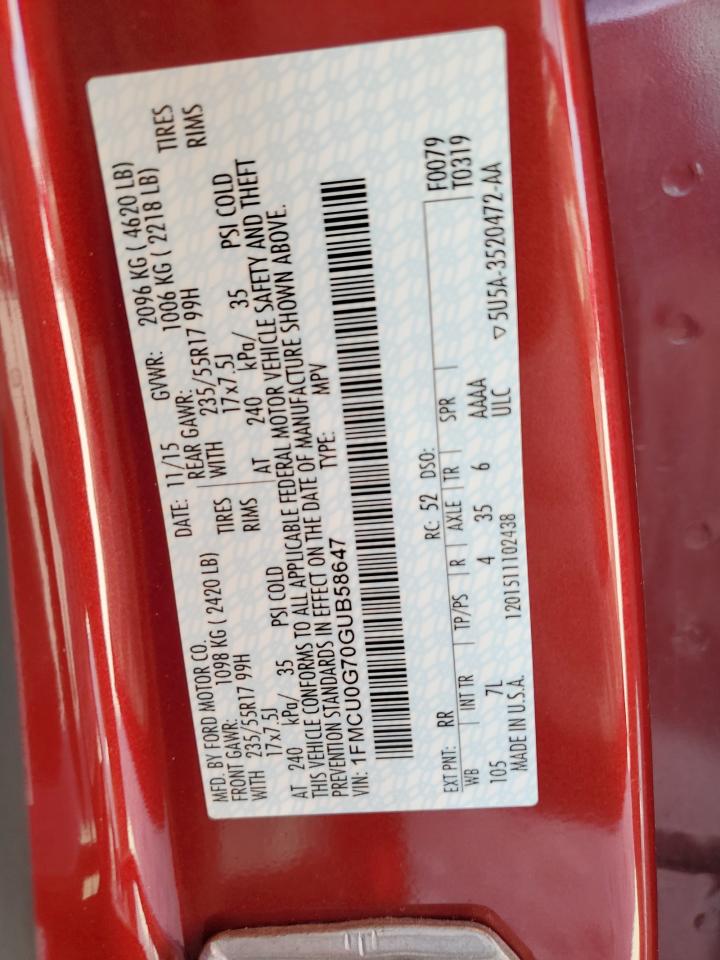 MFD. BY FORD MOTOR CO. DATE: 11/15 GVWR: 2096 KG ( 4620 LB)
FRONT GAWR: 1098 KG ( 2420 LB) REAR GAWR: 1006 KG ( 2218 LB)
WITH 235/55R17 99H TIRES WITH 235/55R17 99H TIRES
17x7.5J RIMS 17x7.5J RIMS
AT 240 kPa/ 35 PSI COLD AT 240 kPa/ 35 PSI COLD
THIS VEHICLE CONFORMS TO ALL APPLICABLE FEDERAL MOTOR VEHICLE SAFETY AND THEFT
PREVENTION STANDARDS IN EFFECT ON THE DATE OF MANUFACTURE SHOWN ABOVE.
VIN: 1FMCU0G70GUB58647 TYPE: MPV
EXT PNT: RR RC: 52 DSO: F0079
WB INT TR TP/PS R AXLE TR SPR T0319
105 7L 4 35 6 AAAA
MADE IN U.S.A. 1201511102438 ULC ▽5U5A-3520472-AA